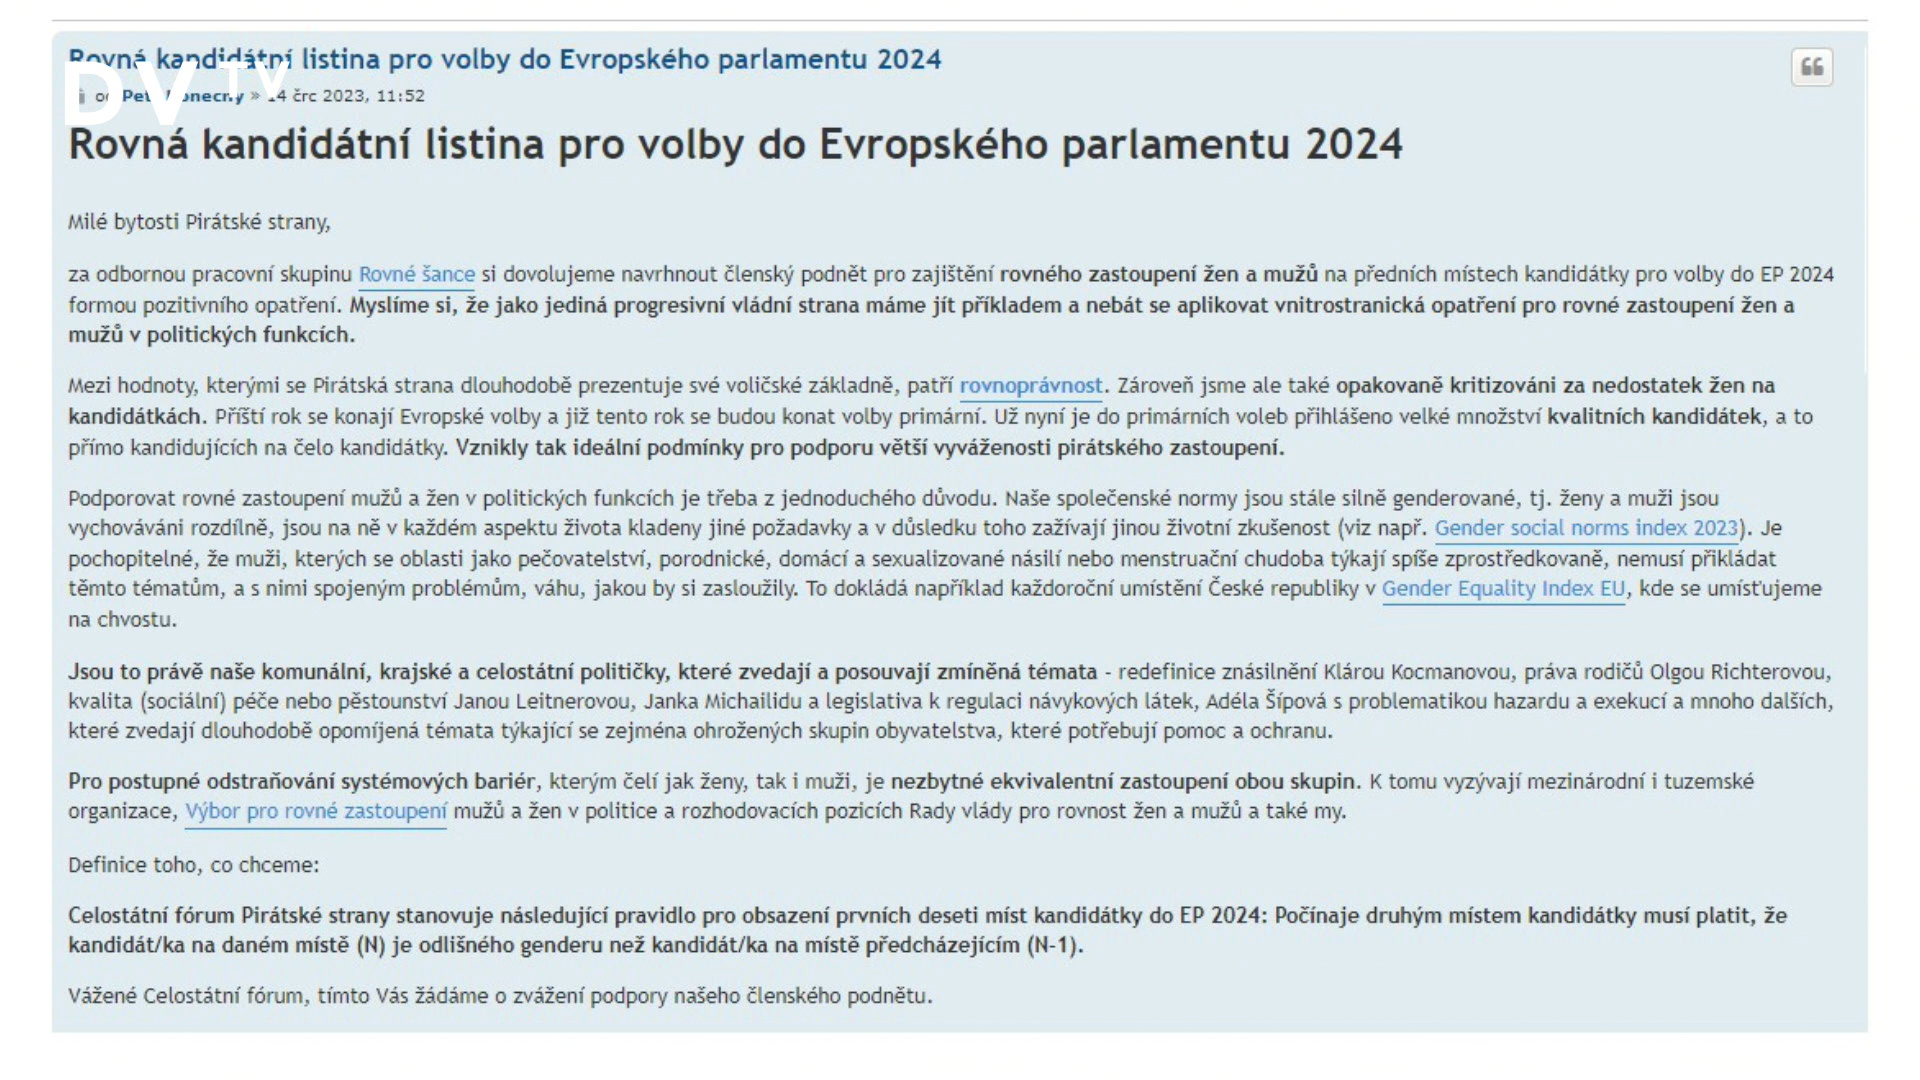 Rovná kandidátní listina pro volby do Evropského parlamentu 2024
DVTV
» 14 črc 2023, 11:52
Rovná kandidátní listina pro volby do Evropského parlamentu 2024
Milé bytosti Pirátské strany,
za odbornou pracovní skupinu Rovné šance si dovolujeme navrhnout členský podnět pro zajištění rovného zastoupení žen a mužů na předních místech kandidátky pro volby do EP 2024
formou pozitivního opatření. Myslíme si, že jako jediná progresivní vládní strana máme jít příkladem a nebát se aplikovat vnitrostranická opatření pro rovné zastoupení žen a
mužů v politických funkcích.
Mezi hodnoty, kterými se Pirátská strana dlouhodobě prezentuje své voličské základně, patří rovnoprávnost. Zároveň jsme ale také opakovaně kritizováni za nedostatek žen na
kandidátkách. Příští rok se konají Evropské volby a již tento rok se budou konat volby primární. Už nyní je do primárních voleb přihlášeno velké množství kvalitních kandidátek, a to
přímo kandidujících na čelo kandidátky. Vznikly tak ideální podmínky pro podporu větší vyváženosti pirátského zastoupení.
Podporovat rovné zastoupení mužů a žen v politických funkcích je třeba z jednoduchého důvodu. Naše společenské normy jsou stále silně genderované, tj. ženy a muži jsou
vychováváni rozdílně, jsou na ně v každém aspektu života kladeny jiné požadavky a v důsledku toho zažívají jinou životní zkušenost (viz např. Gender social norms index 2023). Je
pochopitelné, že muži, kterých se oblasti jako pečovatelství, porodnické, domácí a sexualizované násilí nebo menstruační chudoba týkají spíše zprostředkovaně, nemusí přikládat
těmto tématům, a s nimi spojeným problémům, váhu, jakou by si zasloužily. To dokládá například každoroční umístění České republiky v Gender Equality Index EU, kde se umísťujeme
na chvostu.
Jsou to právě naše komunální, krajské a celostátní političky, které zvedají a posouvají zmíněná témata - redefinice znásilnění Klárou Kocmanovou, práva rodičů Olgou Richterovou,
kvalita (sociální) péče nebo pěstounství Janou Leitnerovou, Janka Michailidu a legislativa k regulaci návykových látek, Adéla Šípová s problematikou hazardu a exekucí a mnoho dalších,
které zvedají dlouhodobě opomíjená témata týkající se zejména ohrožených skupin obyvatelstva, které potřebují pomoc a ochranu.
Pro postupné odstraňování systémových bariér, kterým čelí jak ženy, tak i muži, je nezbytné ekvivalentní zastoupení obou skupin. K tomu vyzývají mezinárodní i tuzemské
organizace, Výbor pro rovné zastoupení mužů a žen v politice a rozhodovacích pozicích Rady vlády pro rovnost žen a mužů a také my.
Definice toho, co chceme:
Celostátní fórum Pirátské strany stanovuje následující pravidlo pro obsazení prvních deseti míst kandidátky do EP 2024: Počínaje druhým místem kandidátky musí platit, že
kandidát/ka na daném místě (N) je odlišného genderu než kandidát/ka na místě předcházejícím (N-1).
Vážené Celostátní fórum, tímto Vás žádáme o zvážení podpory našeho členského podnětu.